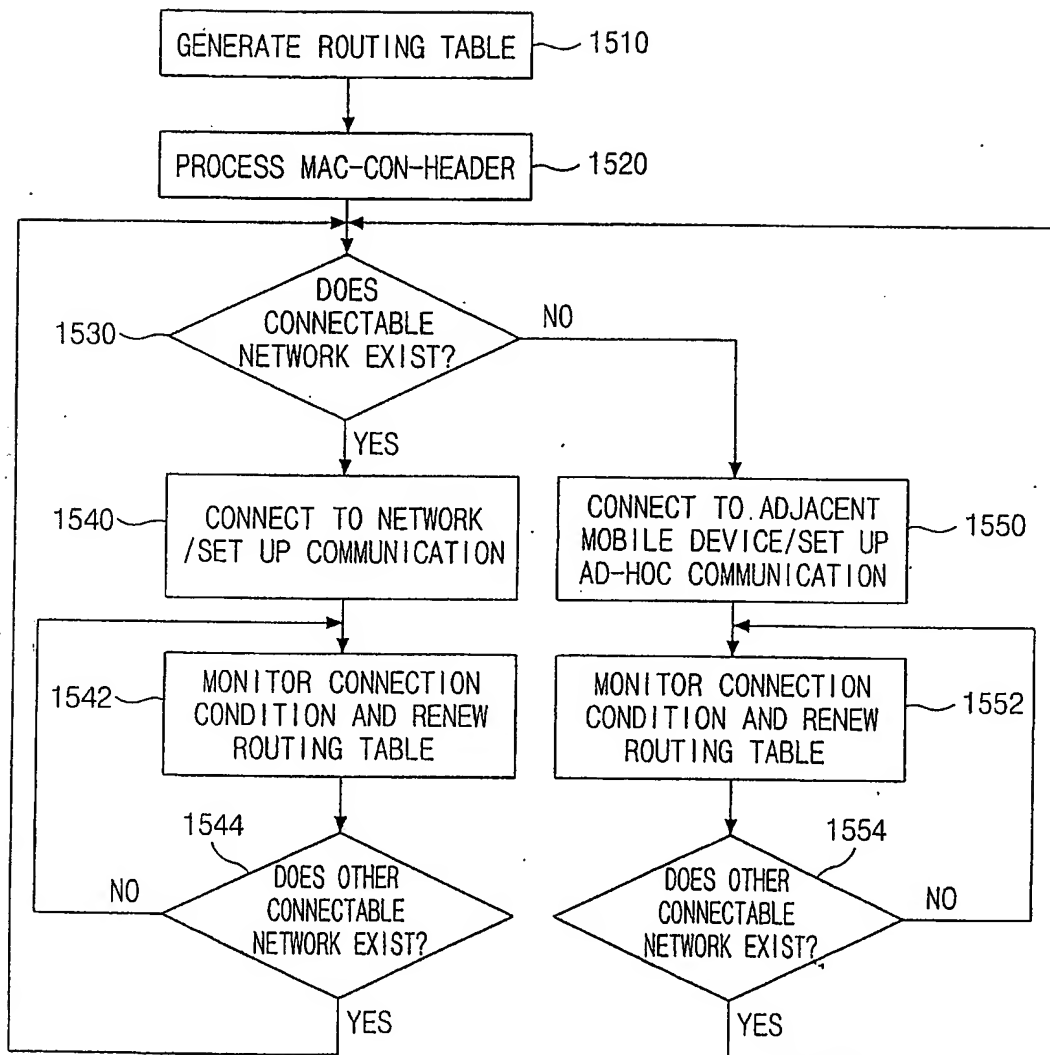 GENERATE ROUTING TABLE
1510
PROCESS MAC-CON-HEADER
1520
DOES
CONNECTABLE
NETWORK EXIST?
1530
NO
YES
CONNECT TO NETWORK
/SET UP COMMUNICATION
1540
CONNECT TO ADJACENT
MOBILE DEVICE/SET UP
AD-HOC COMMUNICATION
1550
MONITOR CONNECTION
CONDITION AND RENEW
ROUTING TABLE
1542
MONITOR CONNECTION
CONDITION AND RENEW
ROUTING TABLE
1552
1544
DOES OTHER
CONNECTABLE
NETWORK EXIST?
NO
YES
1554
DOES OTHER
CONNECTABLE
NETWORK EXIST?
NO
YES